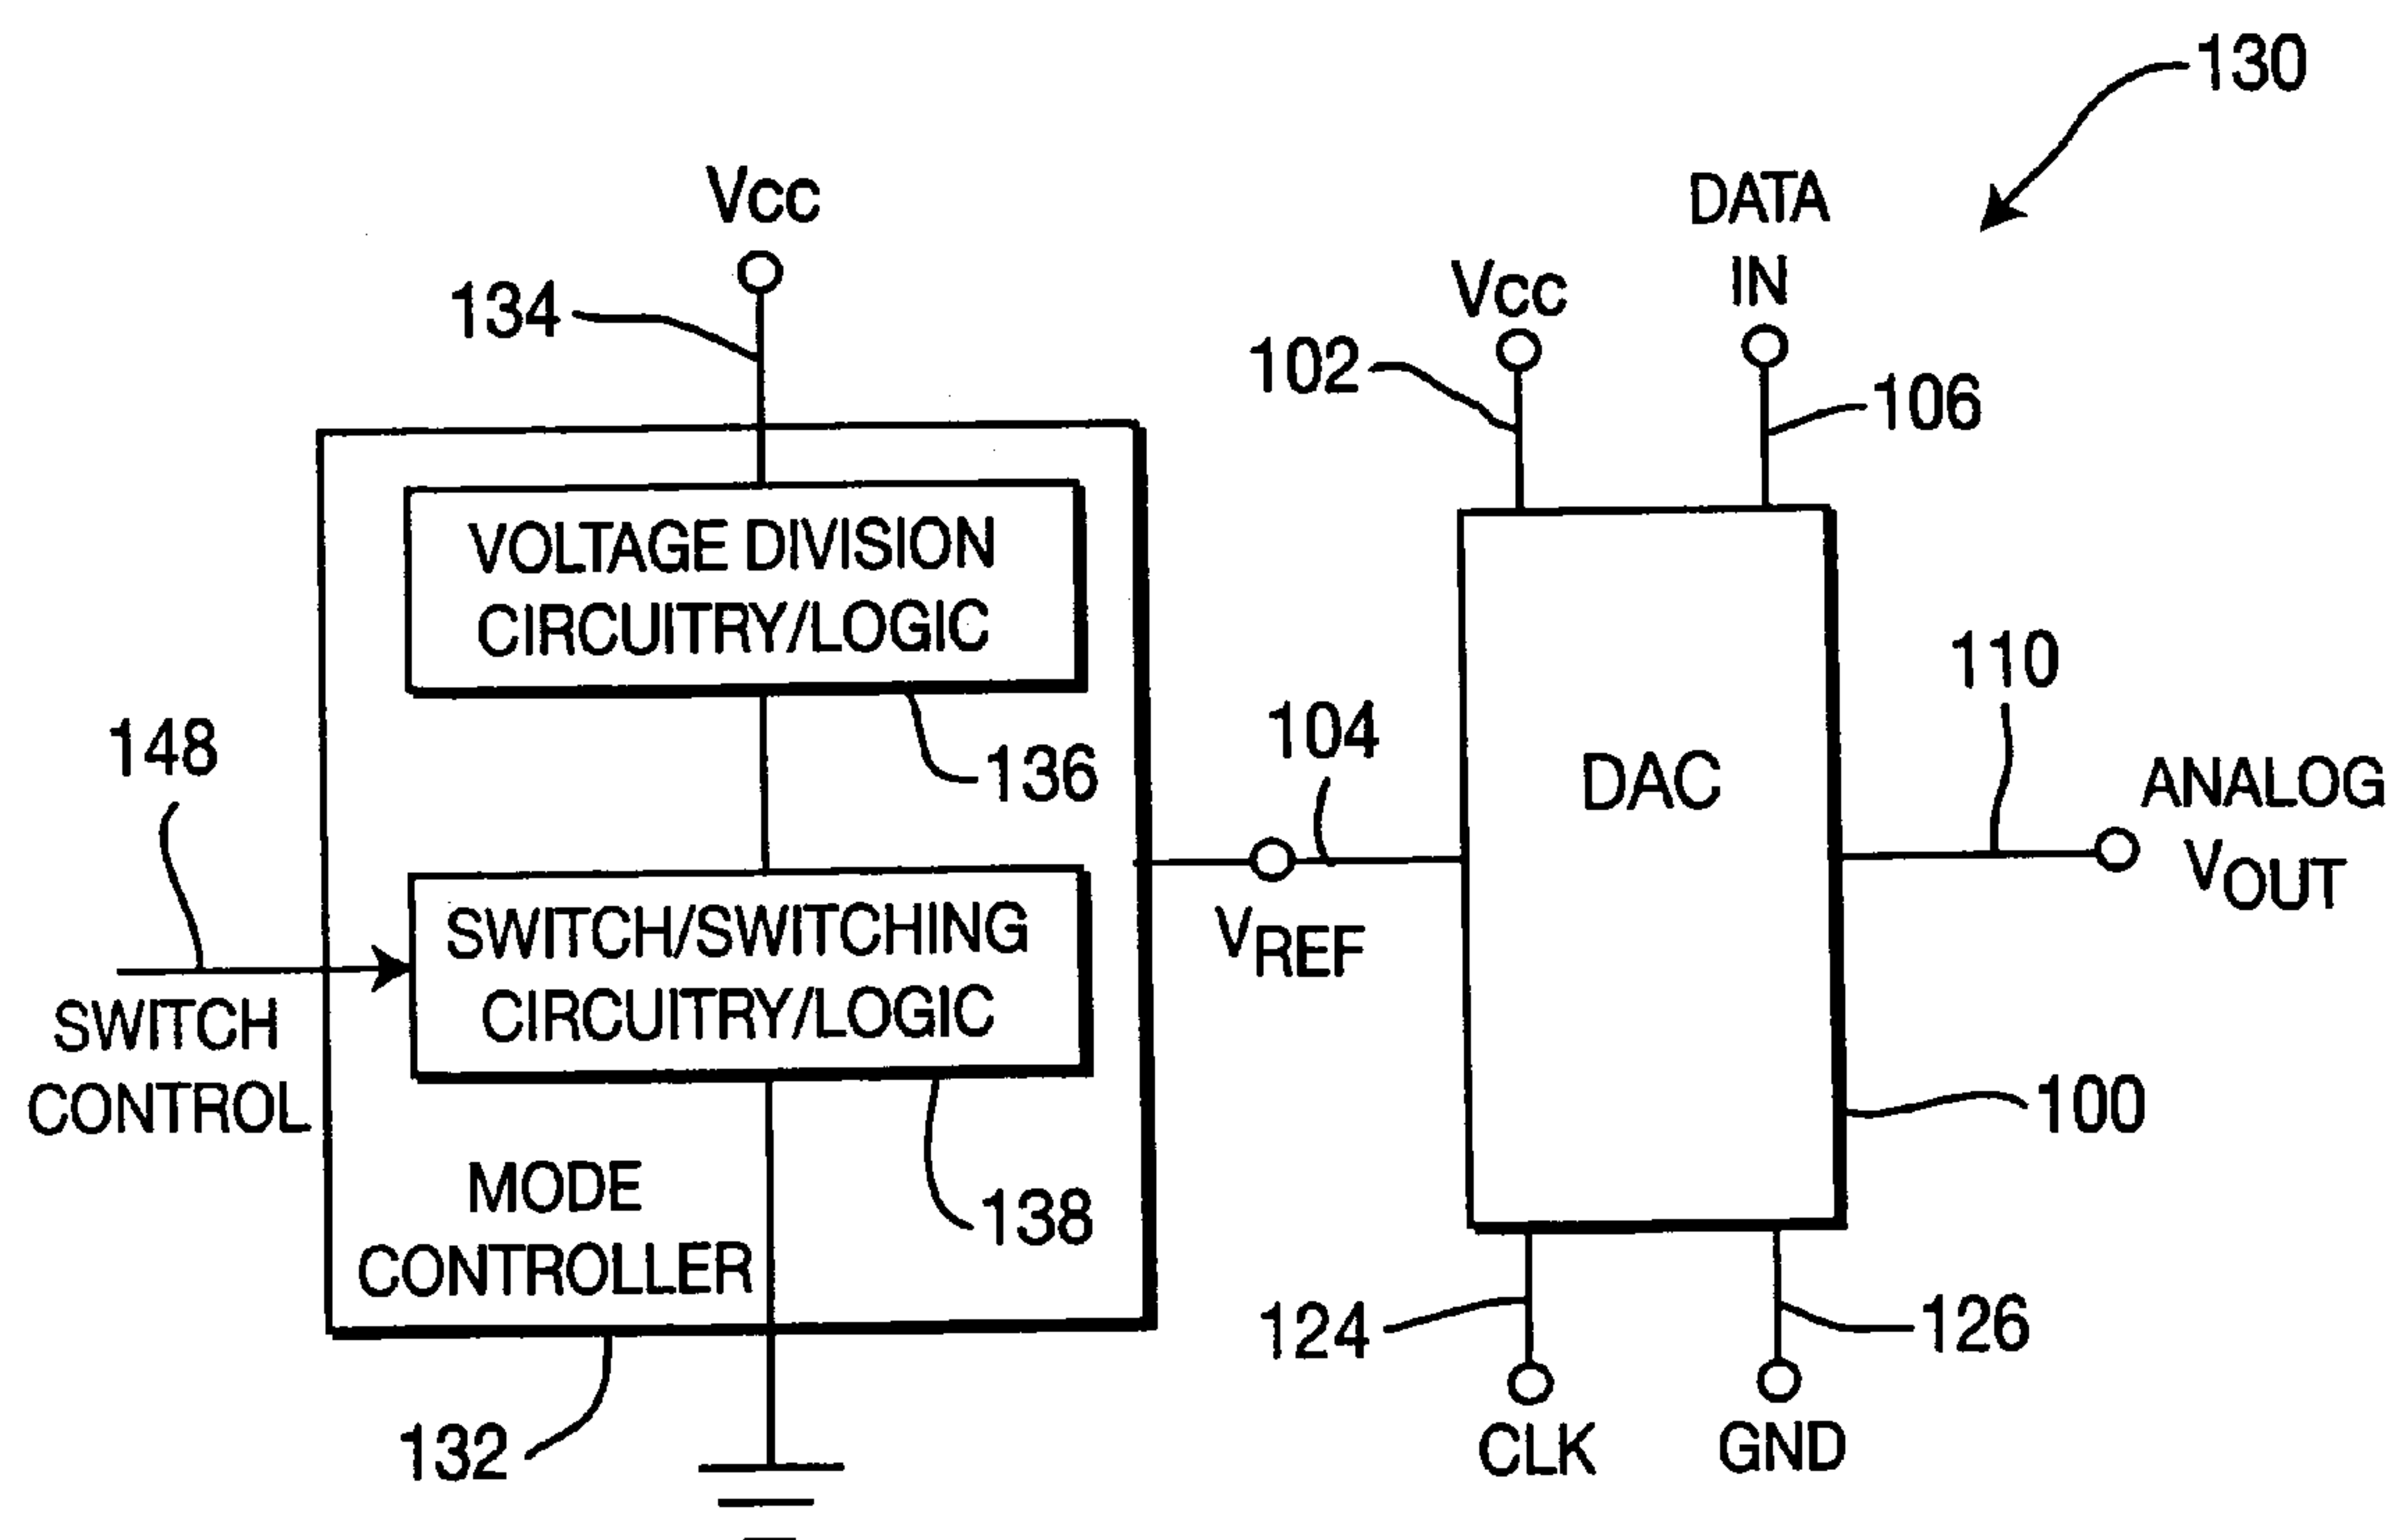 130
VCC
DATA
IN
134
VCC
102
106
VOLTAGE DIVISION
CIRCUITRY/LOGIC
136
148
104
110
DAC
ANALOG
VOUT
SWITCH/SWITCHING
CIRCUITRY/LOGIC
VREF
SWITCH
CONTROL
100
MODE
CONTROLLER
138
124
126
132
CLK
GND